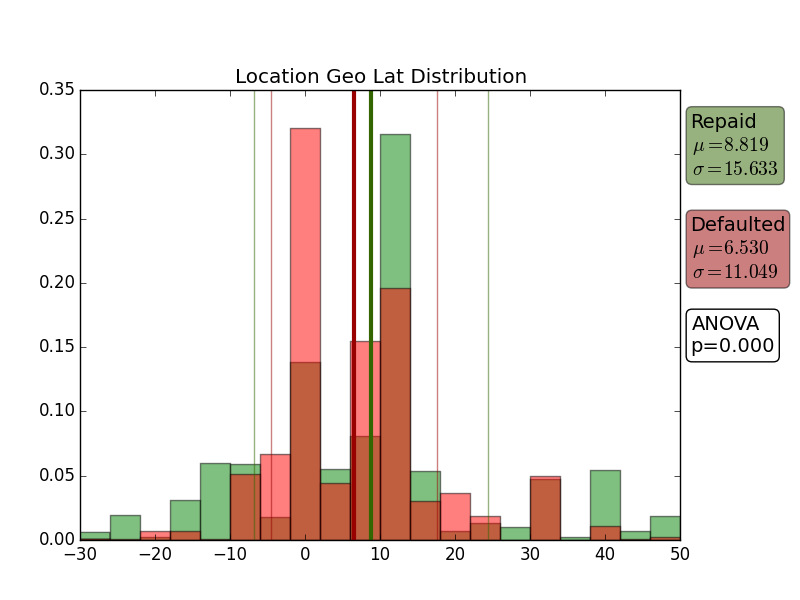 Location Geo Lat Distribution
0.35
0.30
0.25
0.20
0.15
0.10
0.05
0.00
−30
−20
−10
0
10
20
30
40
50
Repaid
μ=8.819
σ=15.633
Defaulted
μ=6.530
σ=11.049
ANOVA
p=0.000